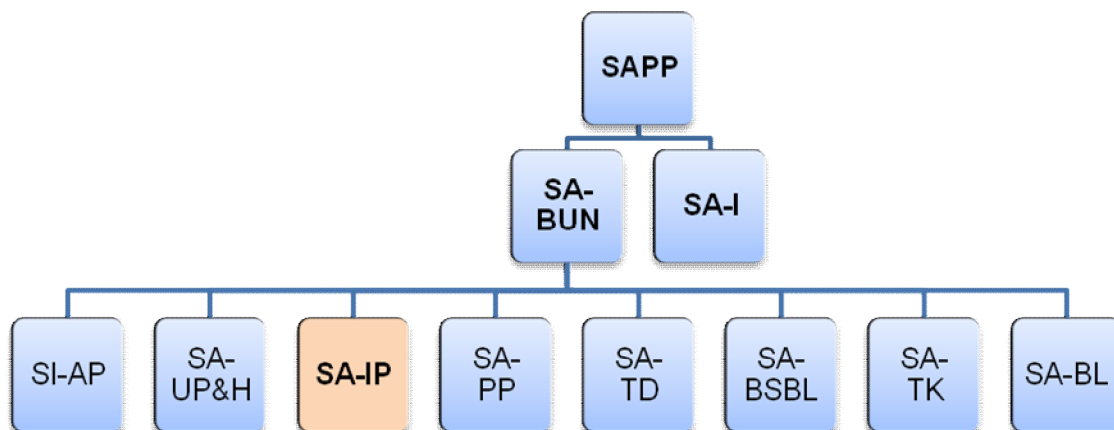 SAPP
SA-
BUN
SA-I
SI-AP
SA-
UP&H
SA-IP
SA-
PP
SA-
TD
SA-
BSBL
SA-
TK
SA-BL